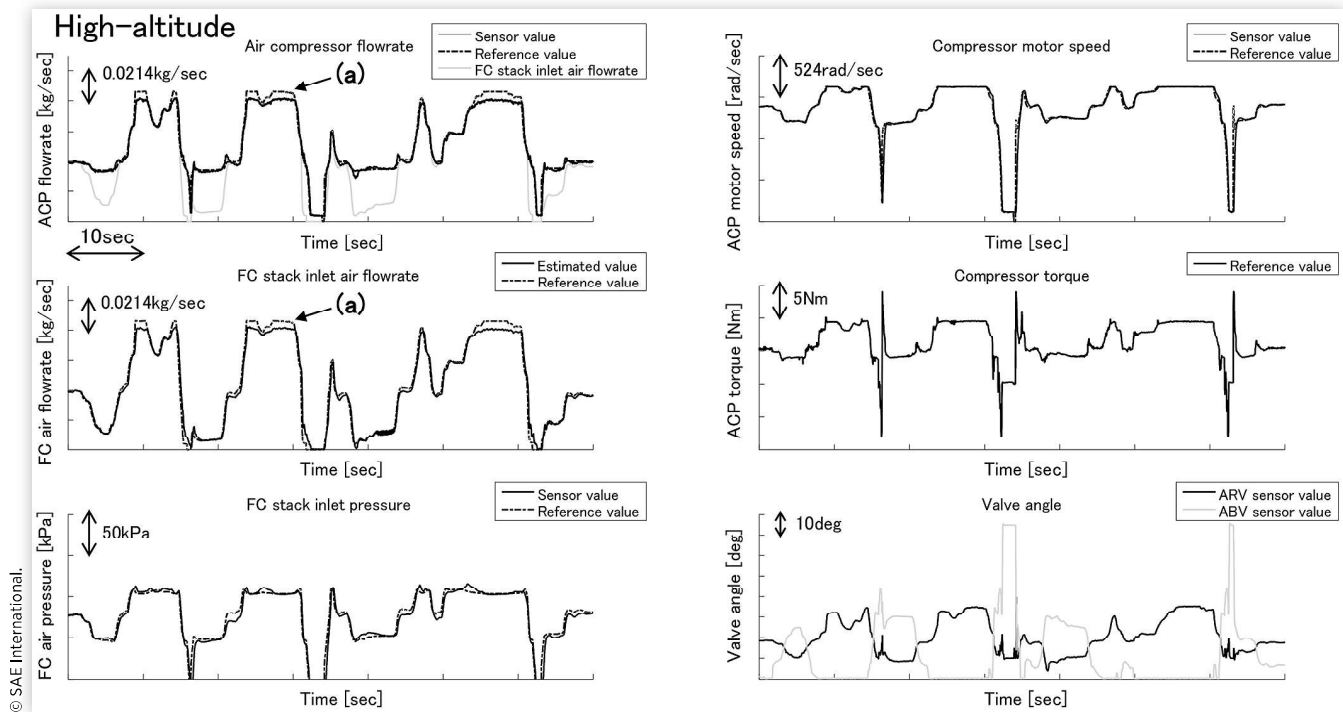 High-altitude
Air compressor flowrate
Sensor value
Reference value
FC stack inlet air flowrate
0.0214kg/sec
(a)
ACP flowrate [kg/sec]
Time [sec]
10sec
FC stack inlet air flowrate
Estimated value
Reference value
0.0214kg/sec
(a)
FC air flowrate [kg/sec]
Time [sec]
FC stack inlet pressure
Sensor value
Reference value
50kPa
FC air pressure [kPa]
Time [sec]
Compressor motor speed
Sensor value
Reference value
524rad/sec
ACP motor speed [rad/sec]
Time [sec]
Compressor torque
Reference value
5Nm
ACP torque [Nm]
Time [sec]
Valve angle
ARV sensor value
ABV sensor value
10deg
Valve angle [deg]
Time [sec]
© SAE International.